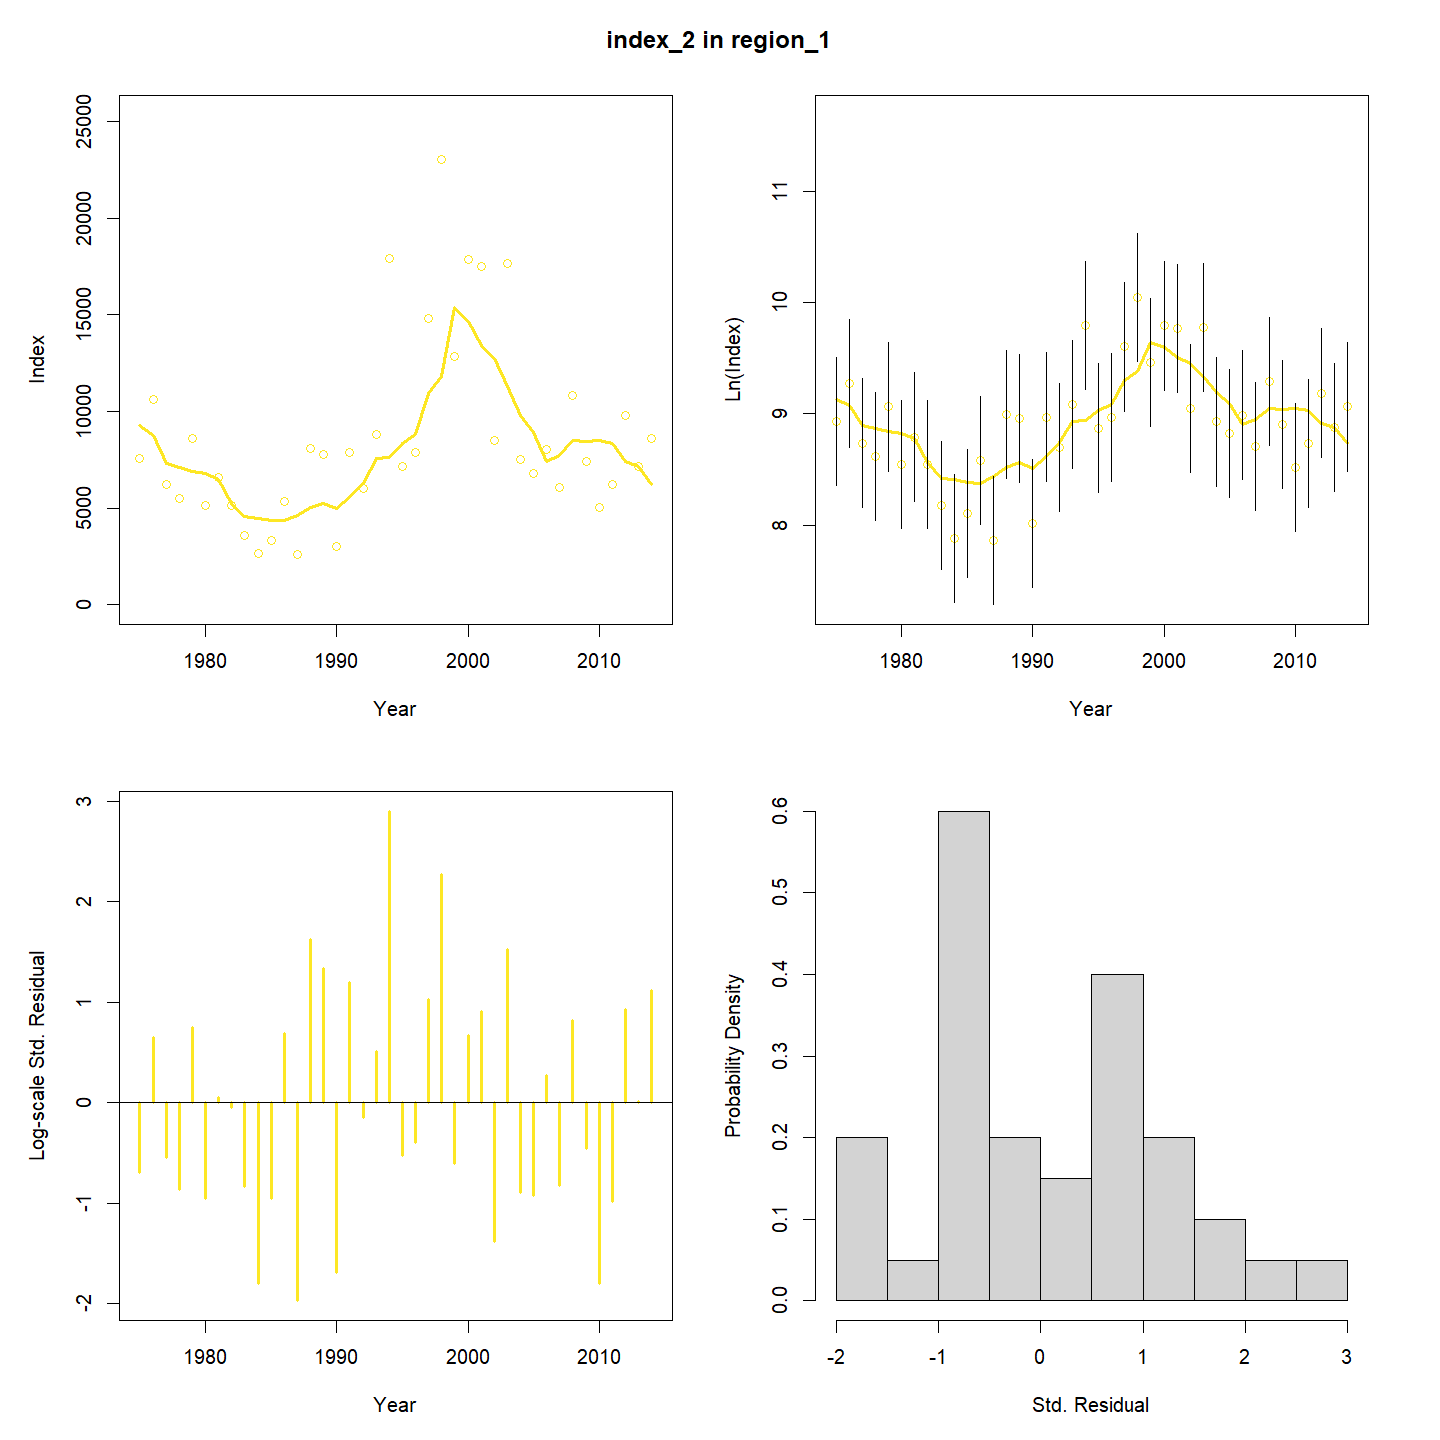 index_2 in region_1
25000
20000
15000
10000
5000
0
Index
1980 1990 2000 2010
Year
11
10
9
8
Ln(Index)
1980 1990 2000 2010
Year
3
2
1
0
-1
-2
Log-scale Std. Residual
1980 1990 2000 2010
Year
0.6
0.5
0.4
0.3
0.2
0.1
0.0
Probability Density
-2 -1 0 1 2 3
Std. Residual